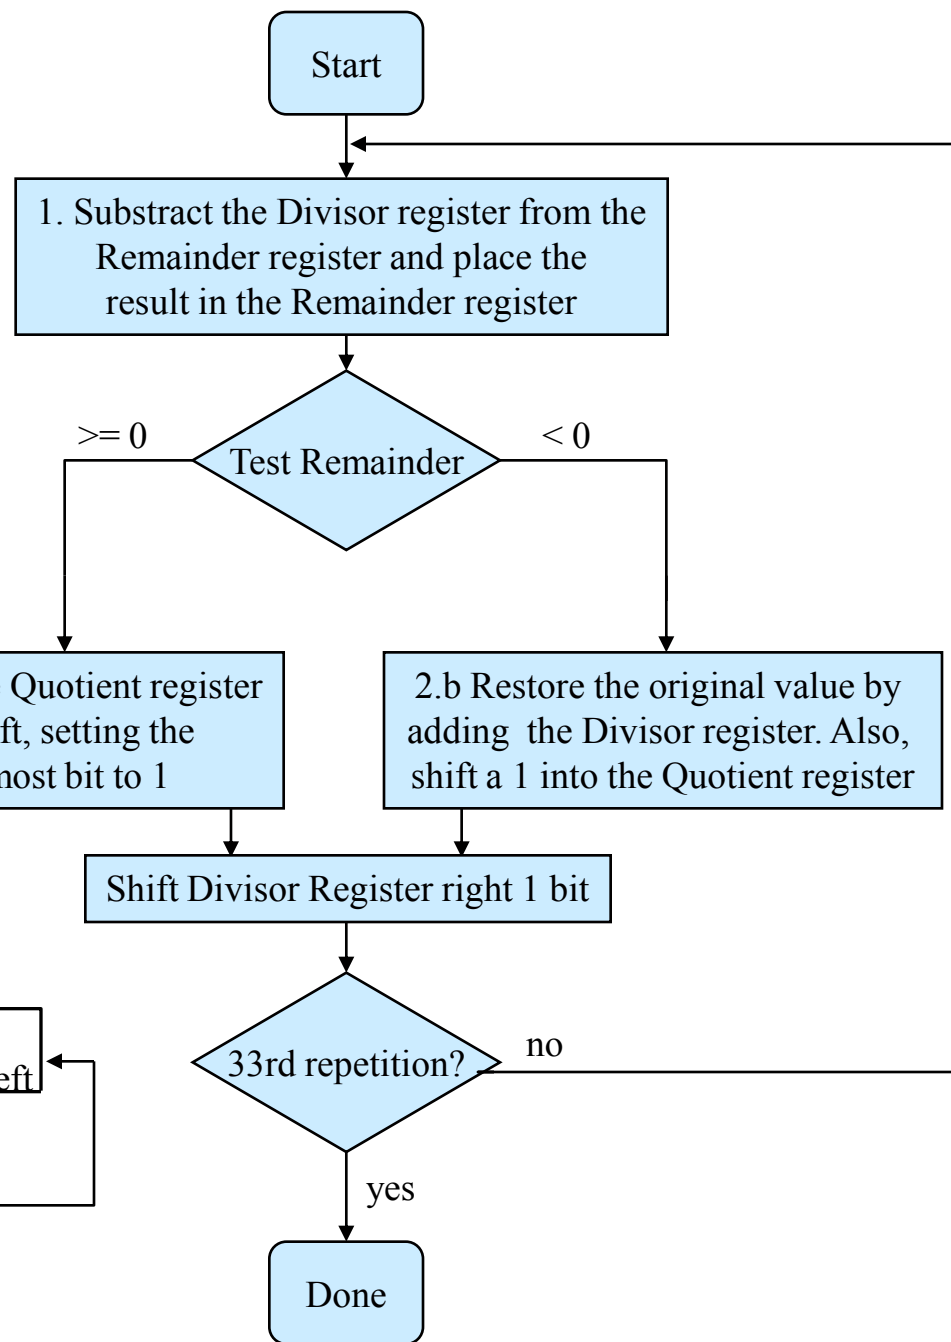 Start
1. Substract the Divisor register from the
Remainder register and place the
result in the Remainder register
>= 0
< 0
Test Remainder
Quotient register
setting the
bit to 1
2.b Restore the original value by
adding the Divisor register. Also,
shift a 1 into the Quotient register
Shift Divisor Register right 1 bit
33rd repetition?
no
yes
Done